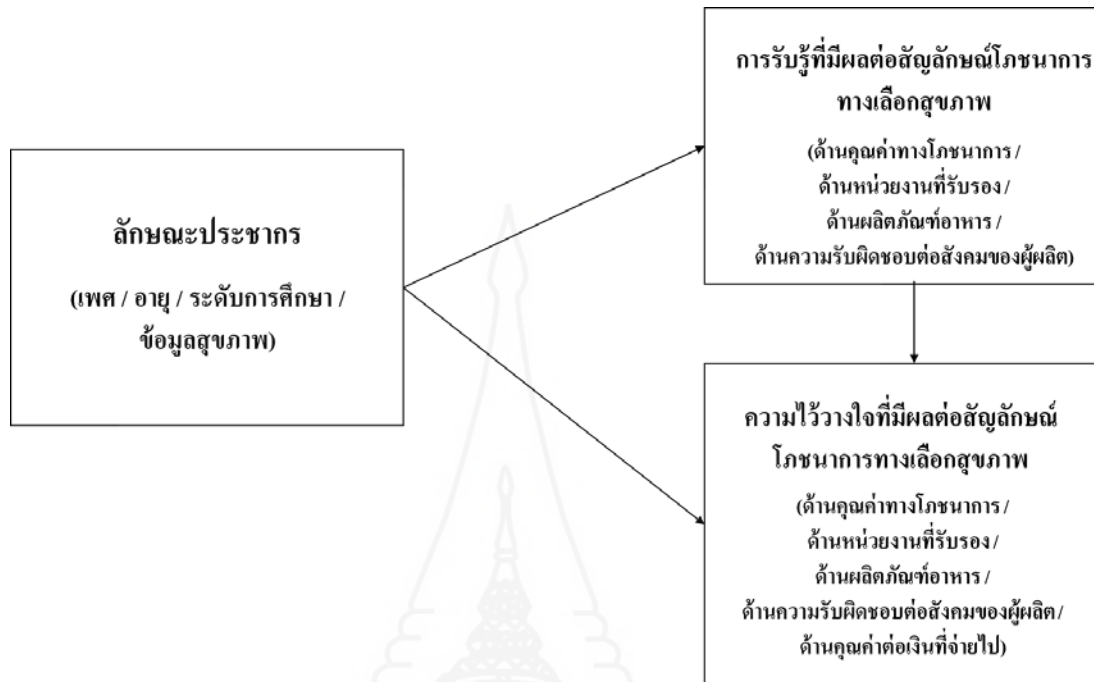 ลักษณะประชากร
(เพศ / อายุ / ระดับการศึกษา /
ข้อมูลสุขภาพ)
การรับรู้ที่มีผลต่อสัญลักษณ์โภชนาการ
ทางเลือกสุขภาพ
(ด้านคุณค่าทางโภชนาการ /
ด้านหน่วยงานที่รับรอง /
ด้านผลิตภัณฑ์อาหาร /
ด้านความรับผิดชอบต่อสังคมของผู้ผลิต)
ความไว้วางใจที่มีผลต่อสัญลักษณ์
โภชนาการทางเลือกสุขภาพ
(ด้านคุณค่าทางโภชนาการ /
ด้านหน่วยงานที่รับรอง /
ด้านผลิตภัณฑ์อาหาร /
ด้านความรับผิดชอบต่อสังคมของผู้ผลิต /
ด้านคุณค่าต่อเงินที่จ่ายไป)